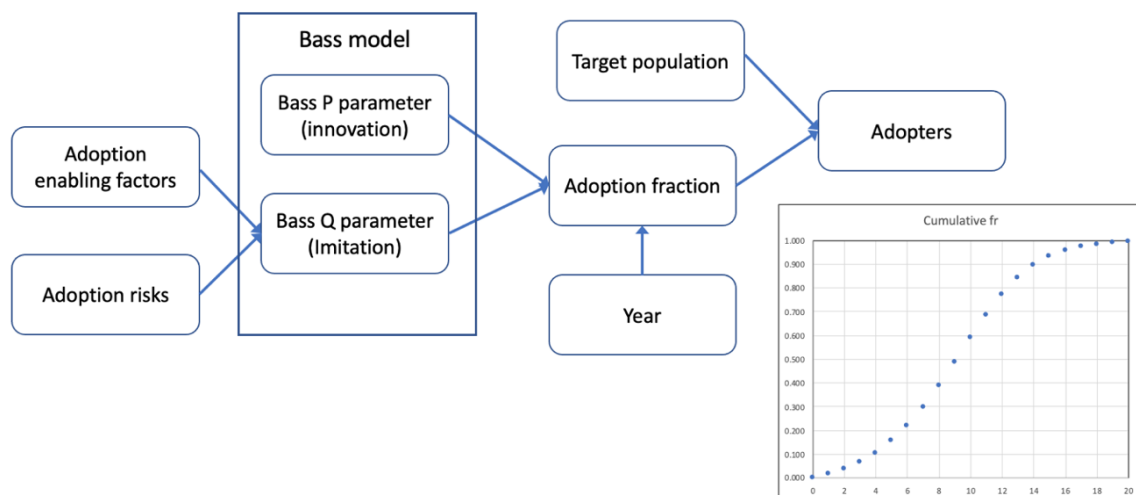 Bass model
Bass P parameter
(innovation)
Bass Q parameter
(Imitation)
Adoption
enabling factors
Adoption risks
Target population
Adoption fraction
Year
Adopters
Cumulative fr
1.000
0.900
0.800
0.700
0.600
0.500
0.400
0.300
0.200
0.100
0.000
0 2 4 6 8 10 12 14 16 18 20